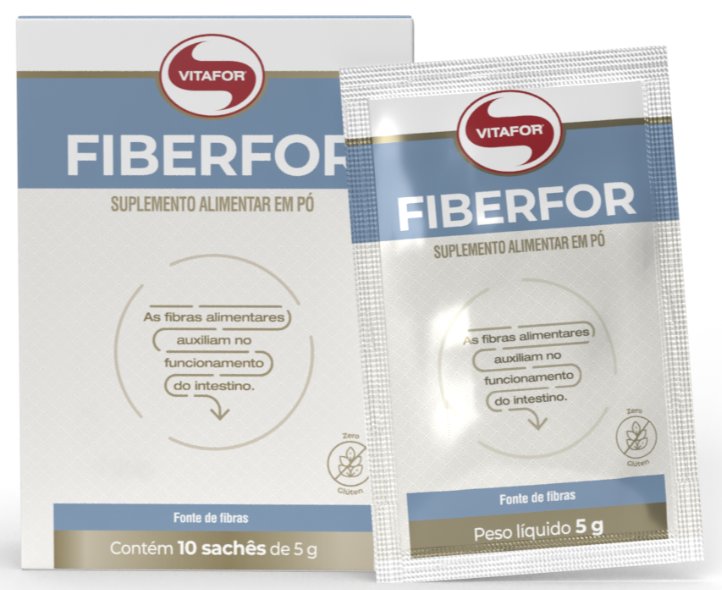 VITAFOR
FIBERFOR
SUPLEMENTO ALIMENTAR EM PÓ
As fibras alimentares
auxiliam no
funcionamento
do intestino.
Zero
Glúten
Fonte de fibras
Contém 10 sachês de 5 g
VITAFOR
FIBERFOR
SUPLEMENTO ALIMENTAR EM PÓ
As fibras alimentares
auxiliam no
funcionamento
do intestino.
Zero
Glúten
Fonte de fibras
Peso líquido 5 g